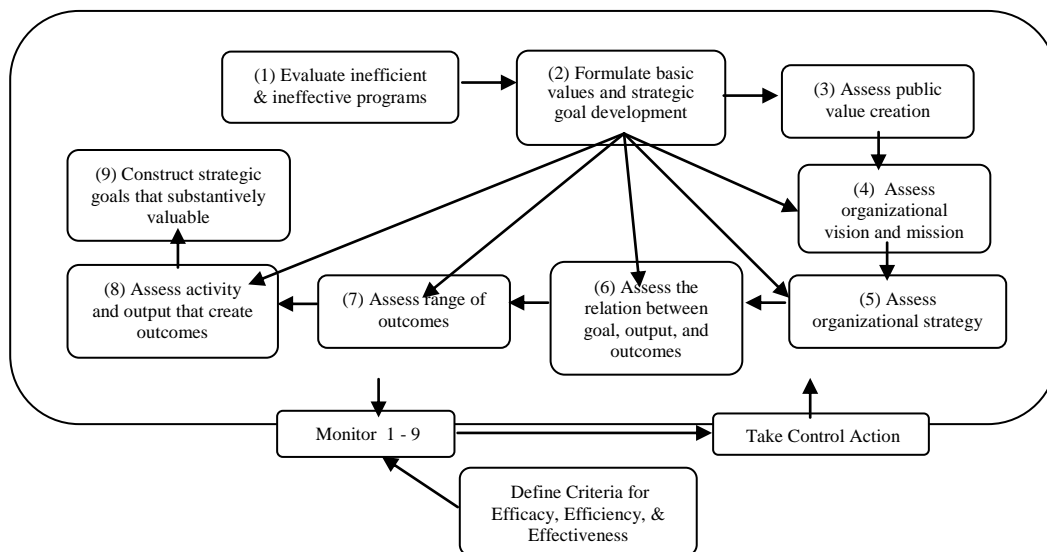 (1) Evaluate inefficient
& ineffective programs
(2) Formulate basic
values and strategic
goal development
(3) Assess public
value creation
(4) Assess
organizational
vision and mission
(5) Assess
organizational strategy
(6) Assess the
relation between
goal, output, and
outcomes
(7) Assess range of
outcomes
(8) Assess activity
and output that create
outcomes
(9) Construct strategic
goals that substantively
valuable
Monitor 1 - 9
Take Control Action
Define Criteria for
Efficacy, Efficiency, &
Effectiveness